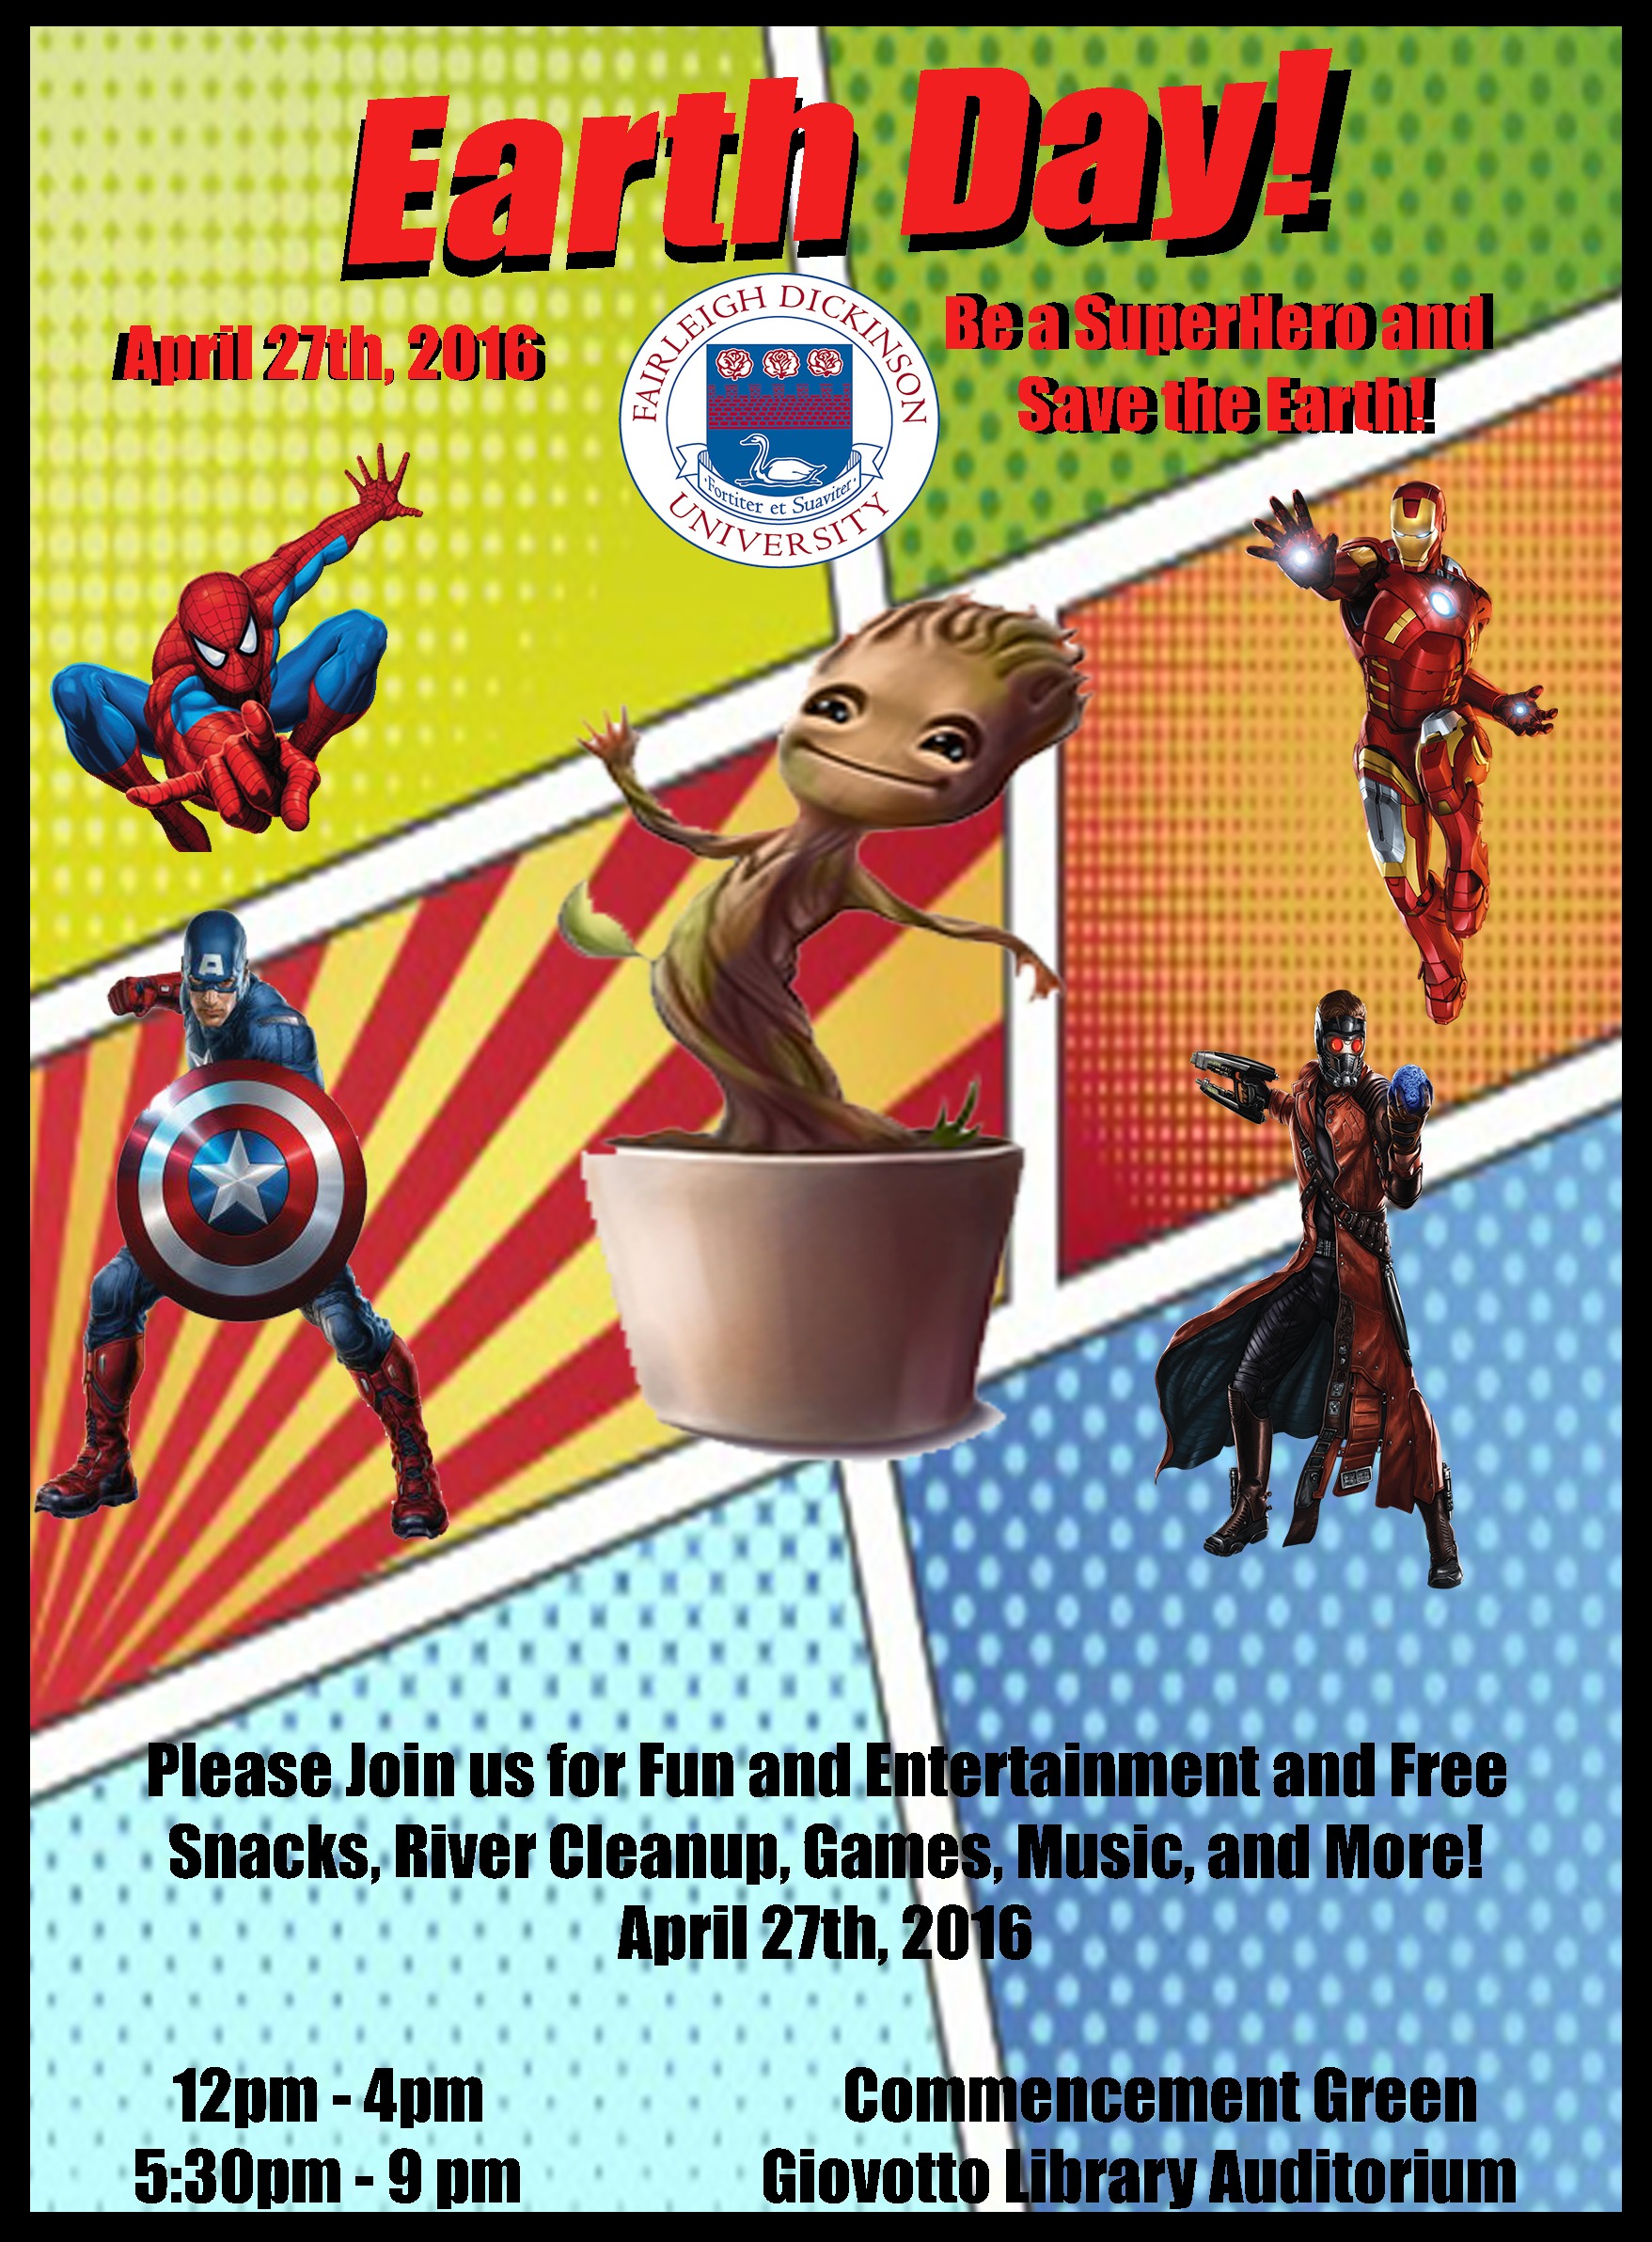 Earth Day!
April 27th, 2016
Be a SuperHero and
Save the Earth!
FAIRLEIGH DICKINSON
Fortiter et Suaviter
UNIVERSITY
Please Join us for Fun and Entertainment and Free
Snacks, River Cleanup, Games, Music, and More!
April 27th, 2016
12pm - 4pm
Commencement Green
5:30pm - 9 pm
Giovotto Library Auditorium